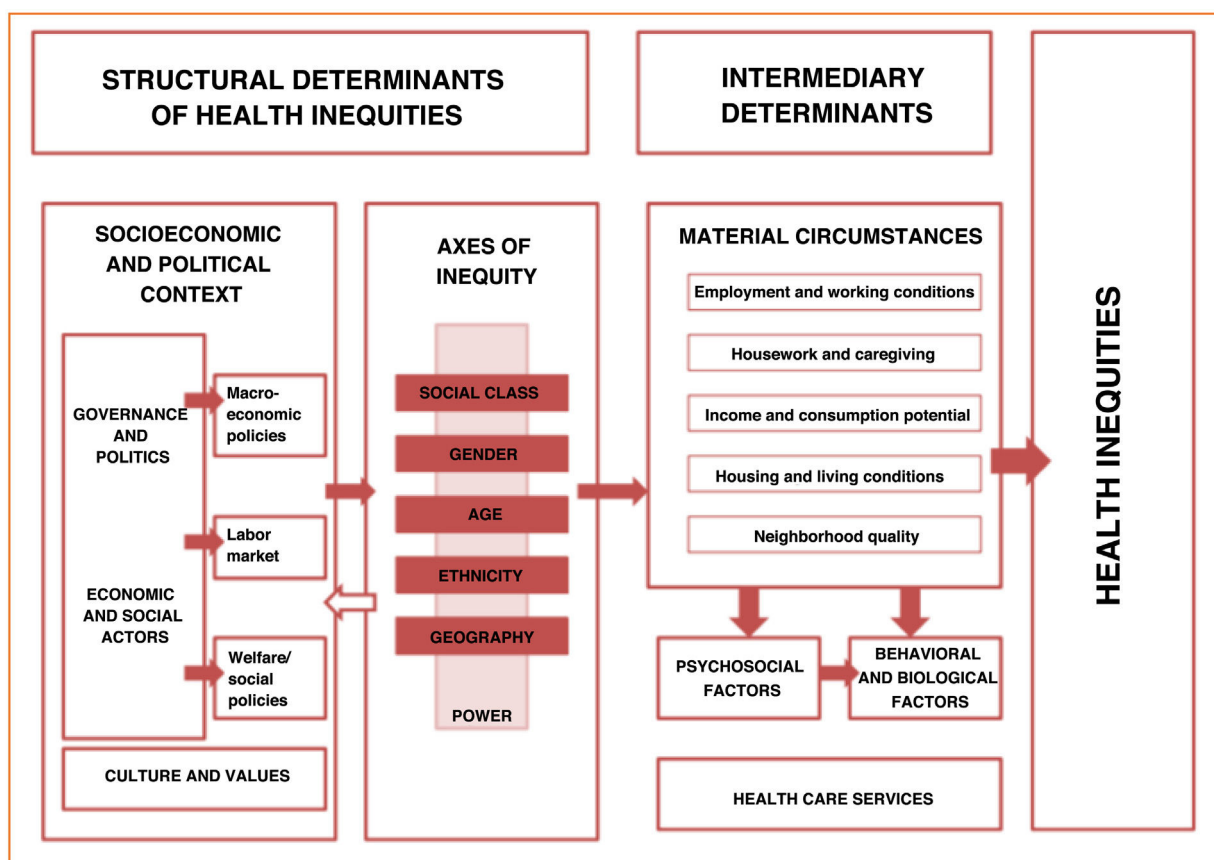 STRUCTURAL DETERMINANTS
OF HEALTH INEQUITIES
INTERMEDIARY
DETERMINANTS
SOCIOECONOMIC
AND POLITICAL
CONTEXT
GOVERNANCE
AND
POLITICS
ECONOMIC
AND SOCIAL
ACTORS
Macro-
economic
policies
Labor
market
Welfare/
social
policies
CULTURE AND VALUES
AXES OF
INEQUITY
SOCIAL CLASS
GENDER
AGE
ETHNICITY
GEOGRAPHY
POWER
MATERIAL CIRCUMSTANCES
Employment and working conditions
Housework and caregiving
Income and consumption potential
Housing and living conditions
Neighborhood quality
PSYCHOSOCIAL
FACTORS
BEHAVIORAL
AND BIOLOGICAL
FACTORS
HEALTH CARE SERVICES
HEALTH INEQUITIES